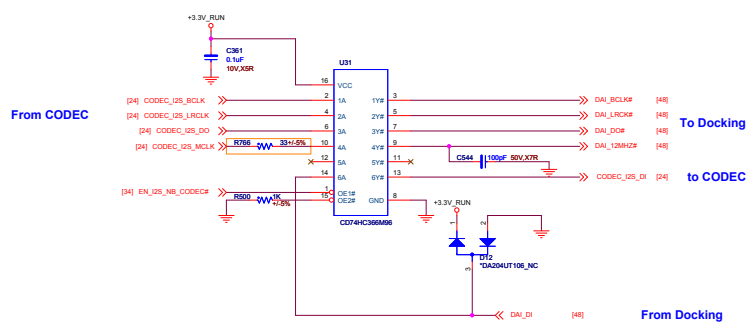 +3.3V_RUN
C361
0.1uF
10V,X5R
U31
16 VCC
From CODEC
[24] CODEC_I2S_BCLK 2 1A 1Y# 3 DAI_BCLK# [48]
[24] CODEC_I2S_LRCLK 4 2A 2Y# 5 DAI_LRCK# [48]
To Docking
[24] CODEC_I2S_DO 6 3A 3Y# 7 DAI_DO# [48]
[24] CODEC_I2S_MCLK R766 33+/-5% 10 4A 4Y# 9 DAI_12MHZ# [48]
12 5A 5Y# 11 C544 100pF 50V,X7R
14 6A 6Y# 13 CODEC_I2S_DI [24] to CODEC
[34] EN_I2S_NB_CODEC# 1 OE1#
R500 1K 15 OE2# GND 8
+/-5%
CD74HC366M96
+3.3V_RUN
1 2
D12
*DA204UT106_NC
3
DAI_DI [48] From Docking